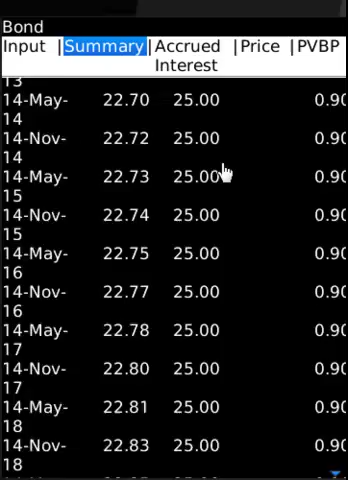 Bond
Input |Summary|Accrued Interest |Price |PVBP
13
14-May-14 22.70 25.00 0.90
14-Nov-14 22.72 25.00 0.90
14-May-15 22.73 25.00 0.90
14-Nov-15 22.74 25.00 0.90
14-May-16 22.75 25.00 0.90
14-Nov-16 22.77 25.00 0.90
14-May-17 22.78 25.00 0.90
14-Nov-17 22.80 25.00 0.90
14-May-18 22.81 25.00 0.90
14-Nov-18 22.83 25.00 0.90